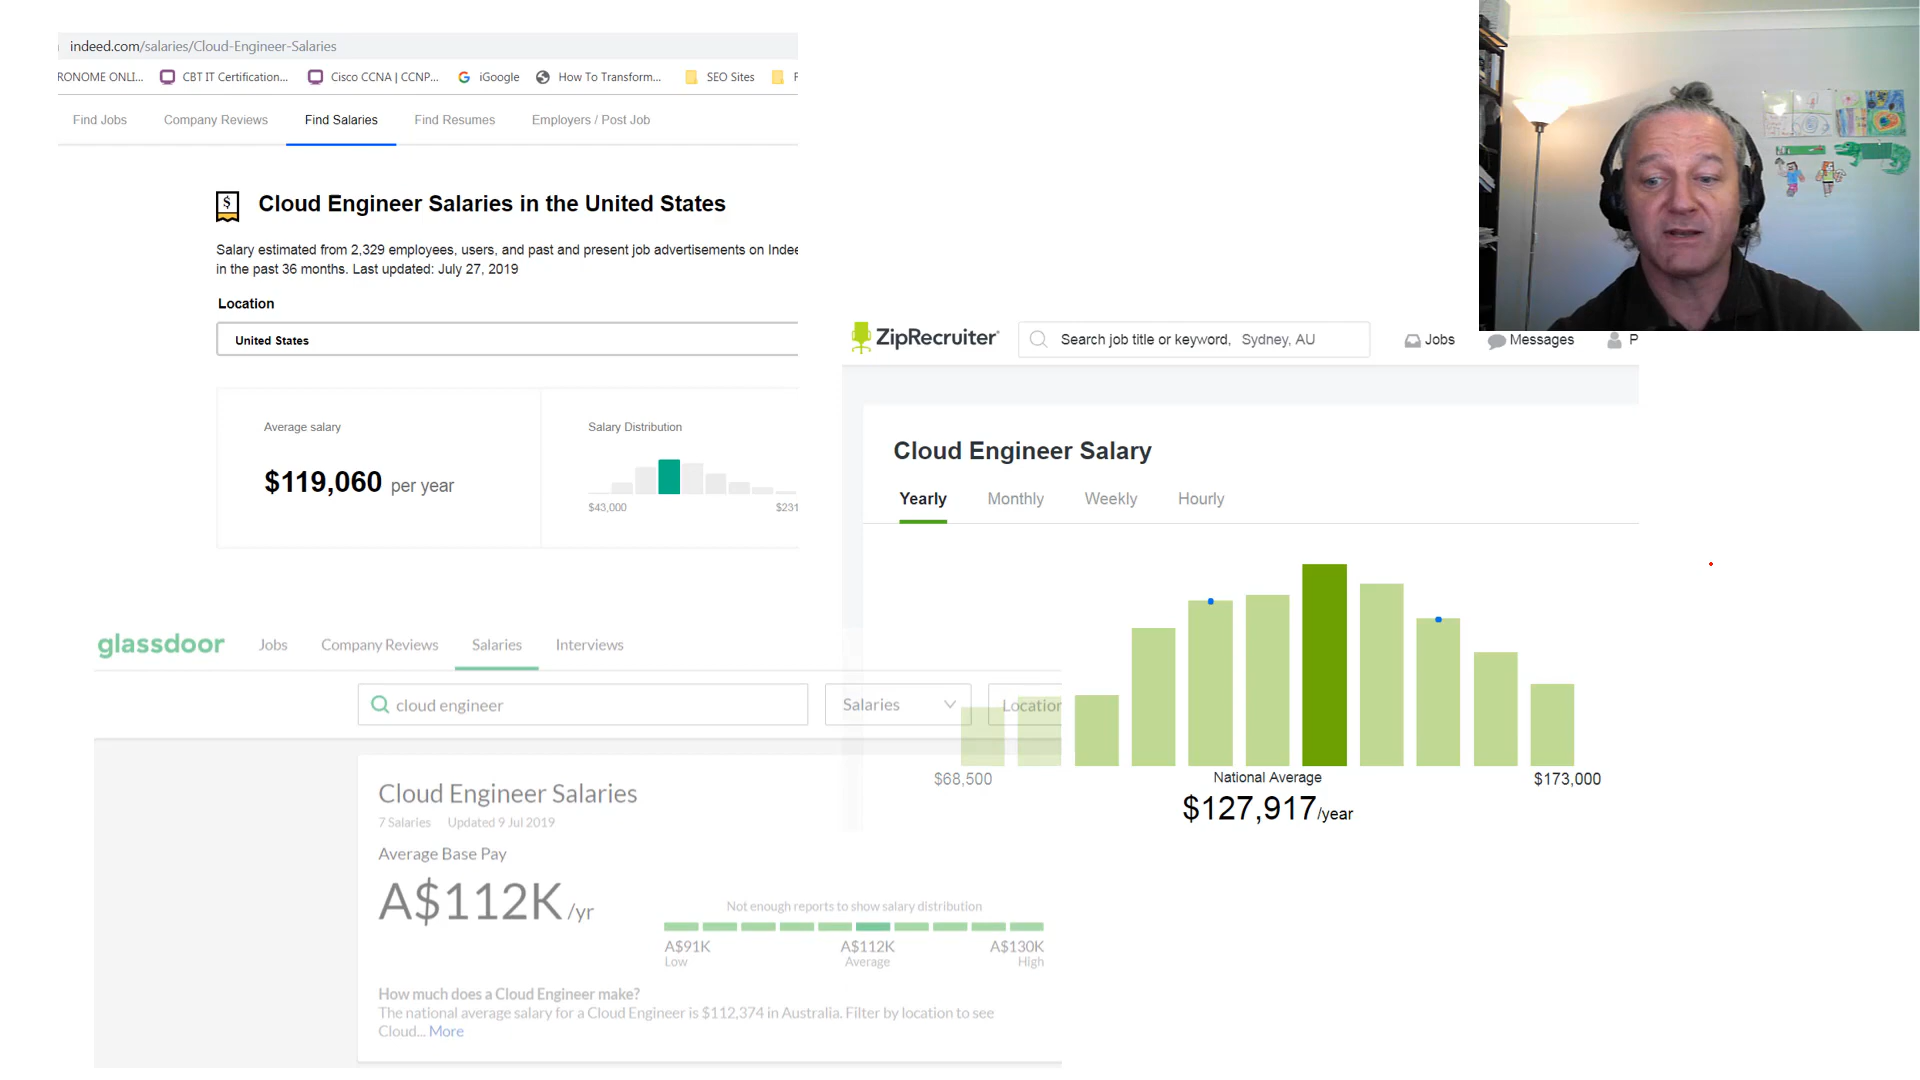 indeed.com/salaries/Cloud-Engineer-Salaries
RONOME ONLI... CBT IT Certification... Cisco CCNA | CCNP... iGoogle How To Transform... SEO Sites F
Find Jobs Company Reviews Find Salaries Find Resumes Employers / Post Job
$ Cloud Engineer Salaries in the United States
Salary estimated from 2,329 employees, users, and past and present job advertisements on Indee
in the past 36 months. Last updated: July 27, 2019
Location
United States
Average salary
$119,060 per year
Salary Distribution
$43,000 $231
ZipRecruiter Search job title or keyword, Sydney, AU Jobs Messages P
Cloud Engineer Salary
Yearly Monthly Weekly Hourly
$68,500 National Average $173,000
$127,917/year
glassdoor Jobs Company Reviews Salaries Interviews
cloud engineer Salaries Location
Cloud Engineer Salaries
7 Salaries Updated 9 Jul 2019
Average Base Pay
A$112K /yr
Not enough reports to show salary distribution
A$91K A$112K A$130K
Low Average High
How much does a Cloud Engineer make?
The national average salary for a Cloud Engineer is $112,374 in Australia. Filter by location to see
Cloud... More